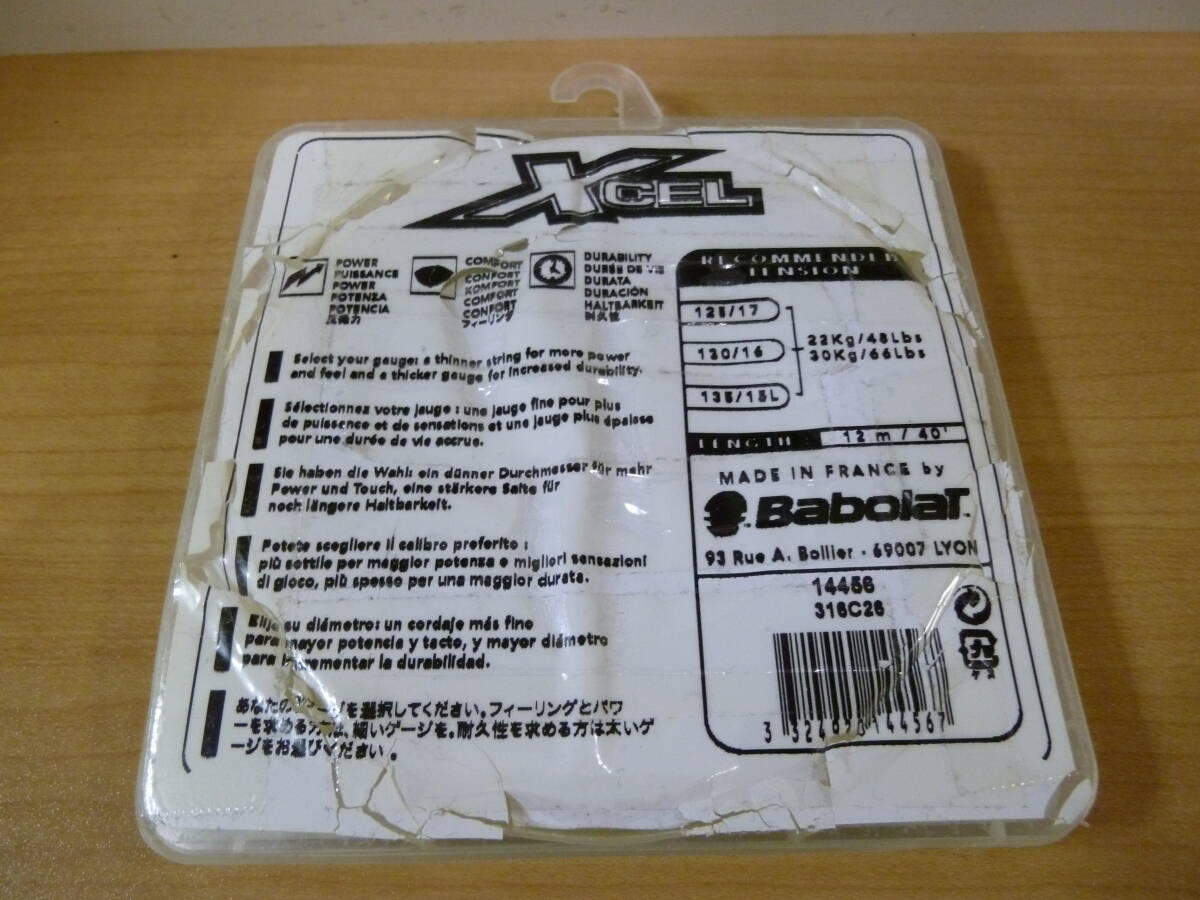 XCEL
POWER
PUISSANCE
POWER
POTENZA
POTENCIA
反発力
COMFORT
CONFORT
KOMFORT
COMFORT
CONFORT
フィーリング
DURABILITY
DURÉE DE VIE
DURATA
DURACIÓN
HALTBARKEIT
耐久性
Select your gauge: a thinner string for more power
and feel and a thicker gauge for increased durability.
Sélectionnez votre jauge : une jauge fine pour plus
de puissance et de sensations et une jauge plus épaisse
pour une durée de vie accrue.
Sie haben die Wahl: ein dünner Durchmesser für mehr
Power und Touch, eine stärkere Saite für
noch längere Haltbarkeit.
Potete scegliere il calibro preferito :
più sottile per maggior potenza e migliori sensazioni
di gioco, più spesso per una maggior durata.
Elija su diámetro: un cordaje más fino
para mayor potencia y tacto, y mayor diámetro
para incrementar la durabilidad.
あなたのゲージを選択してください。フィーリングとパワ
ーを求める方は、細いゲージを。耐久性を求める方は太いゲ
ージをお選びください。
RECOMMENDED
TENSION
125/17
130/16
135/15L
22Kg/48Lbs
30Kg/66Lbs
LENGTH
12 m / 40'
MADE IN FRANCE by
Babolat
93 Rue A. Bollier - 69007 LYON
14456
316C26
3 324 144567